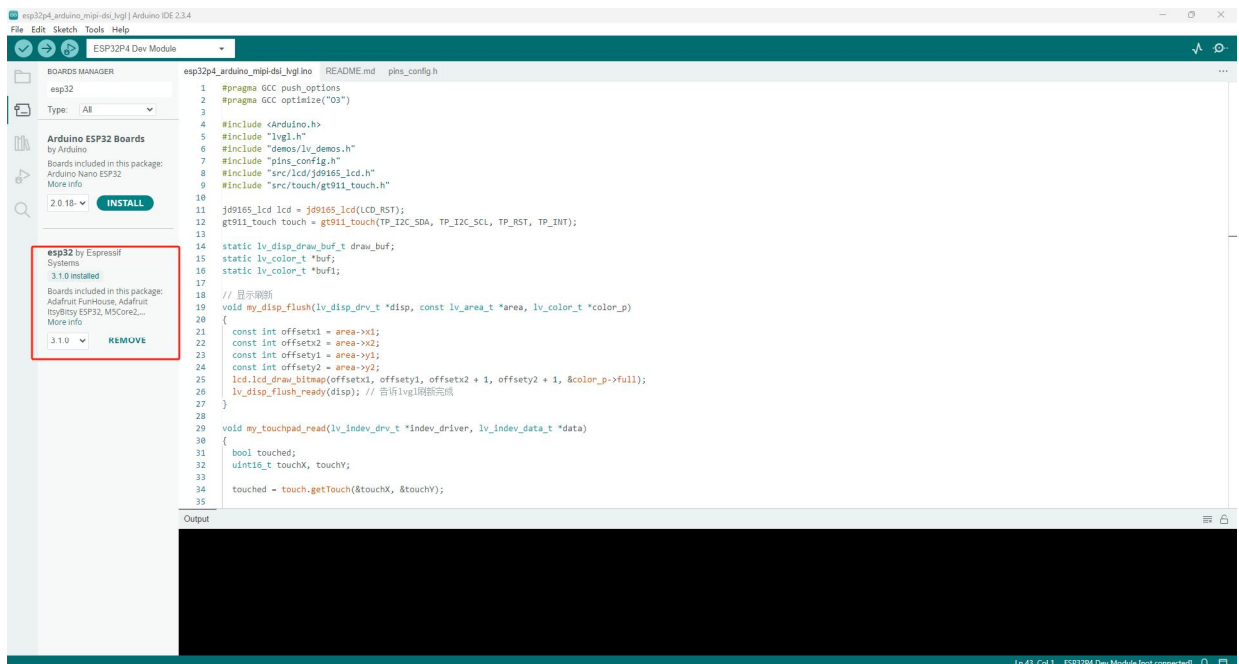 esp32p4_arduino_mipi-dsi_lvgl | Arduino IDE 2.3.4
File Edit Sketch Tools Help
ESP32P4 Dev Module
BOARDS MANAGER
esp32
Type: All
Arduino ESP32 Boards
by Arduino
Boards included in this package:
Arduino Nano ESP32
More info
2.0.18- INSTALL
esp32 by Espressif
Systems
3.1.0 installed
Boards included in this package:
Adafruit FunHouse, Adafruit
ItsyBitsy ESP32, M5Core2,...
More info
3.1.0 REMOVE
esp32p4_arduino_mipi-dsi_lvgl.ino README.md pins_config.h ...
1 #pragma GCC push_options
2 #pragma GCC optimize("O3")
3
4 #include <Arduino.h>
5 #include "lvgl.h"
6 #include "demos/lv_demos.h"
7 #include "pins_config.h"
8 #include "src/lcd/jd9165_lcd.h"
9 #include "src/touch/gt911_touch.h"
10
11 jd9165_lcd lcd = jd9165_lcd(LCD_RST);
12 gt911_touch touch = gt911_touch(TP_I2C_SDA, TP_I2C_SCL, TP_RST, TP_INT);
13
14 static lv_disp_draw_buf_t draw_buf;
15 static lv_color_t *buf;
16 static lv_color_t *buf1;
17
18 // 显示刷新
19 void my_disp_flush(lv_disp_drv_t *disp, const lv_area_t *area, lv_color_t *color_p)
20 {
21 const int offsetx1 = area->x1;
22 const int offsetx2 = area->x2;
23 const int offsety1 = area->y1;
24 const int offsety2 = area->y2;
25 lcd.lcd_draw_bitmap(offsetx1, offsety1, offsetx2 + 1, offsety2 + 1, &color_p->full);
26 lv_disp_flush_ready(disp); // 告诉lvgl刷新完成
27 }
28
29 void my_touchpad_read(lv_indev_drv_t *indev_driver, lv_indev_data_t *data)
30 {
31 bool touched;
32 uint16_t touchX, touchY;
33
34 touched = touch.getTouch(&touchX, &touchY);
35
Output
Ln 43, Col 1 ESP32P4 Dev Module [not connected]